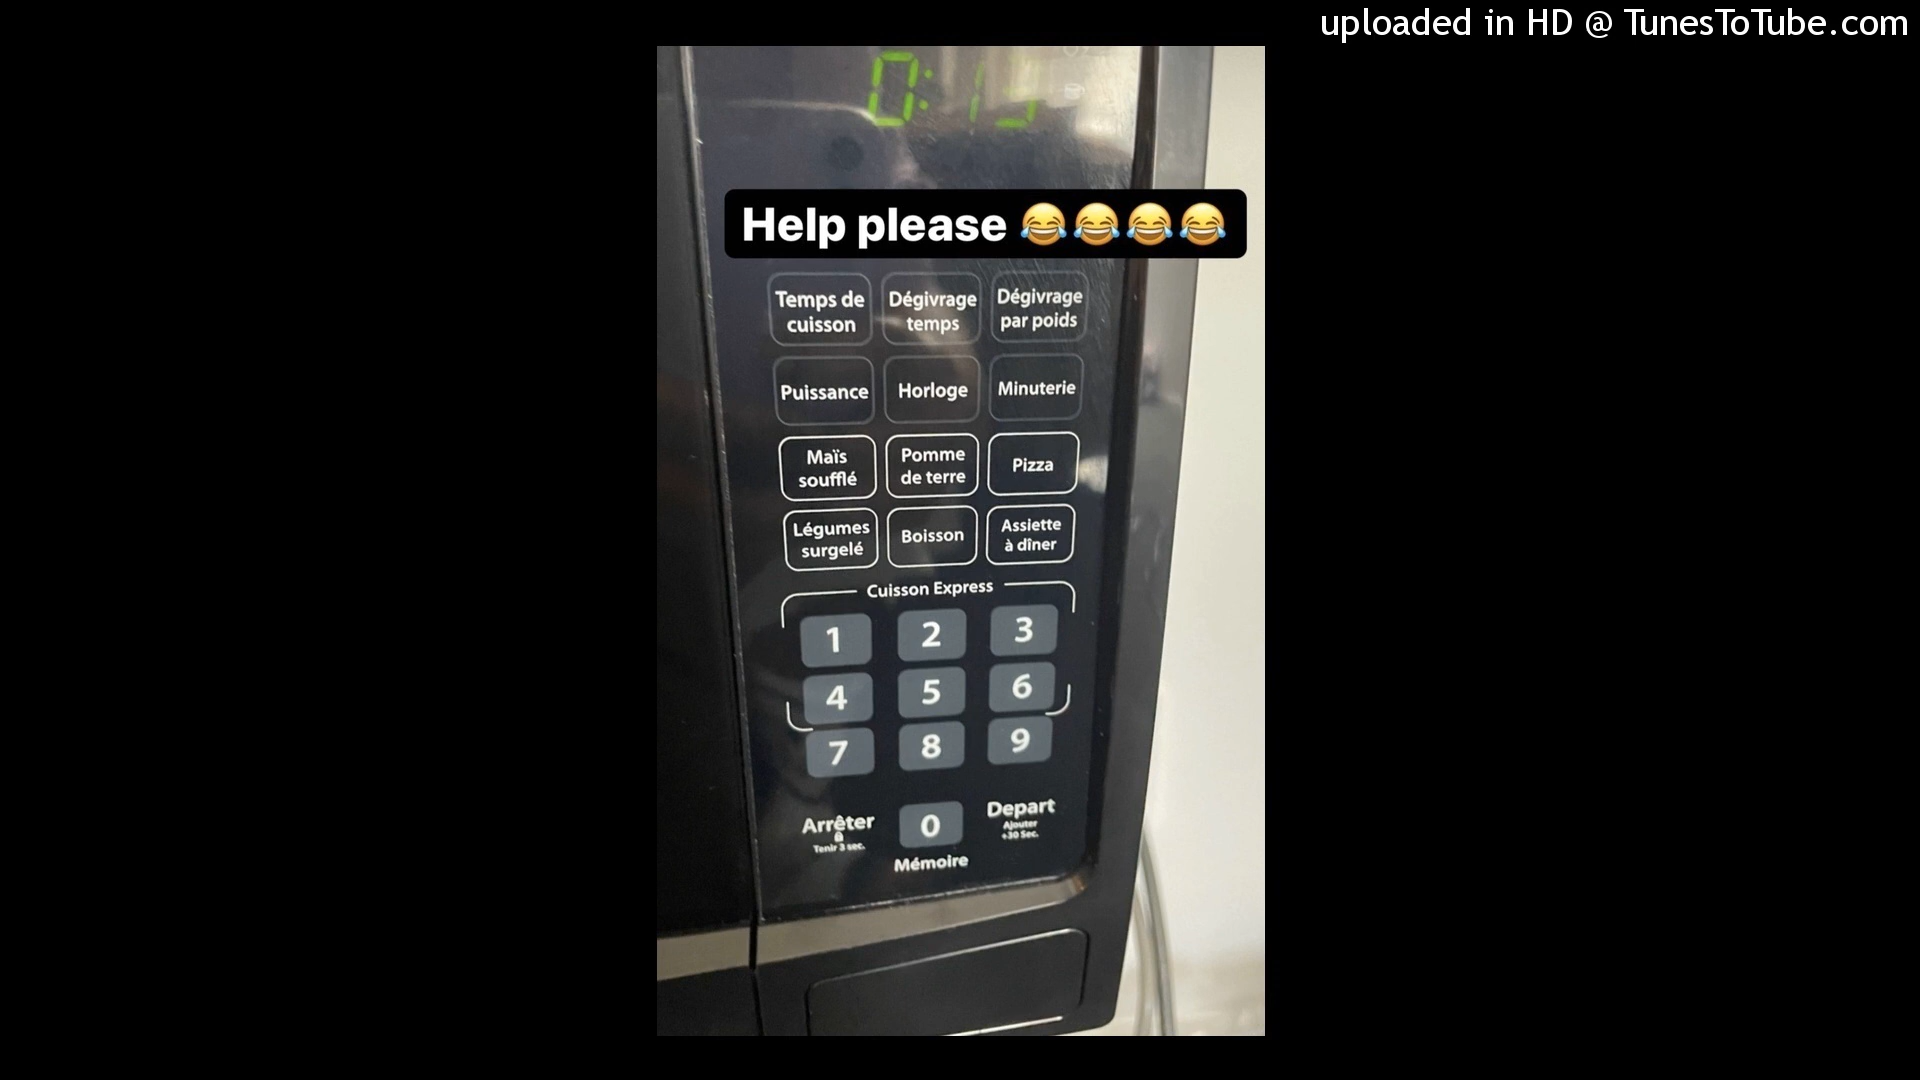 uploaded in HD @ TunesToTube.com
Help please 😂😂😂😂
Temps de
cuisson
Dégivrage
temps
Dégivrage
par poids
Puissance
Horloge
Minuterie
Maïs
soufflé
Pomme
de terre
Pizza
Légumes
surgelé
Boisson
Assiette
à dîner
Cuisson Express
1 2 3
4 5 6
7 8 9
Arrêter
Tenir 3 sec.
0
Mémoire
Depart
Ajouter
+30 Sec.